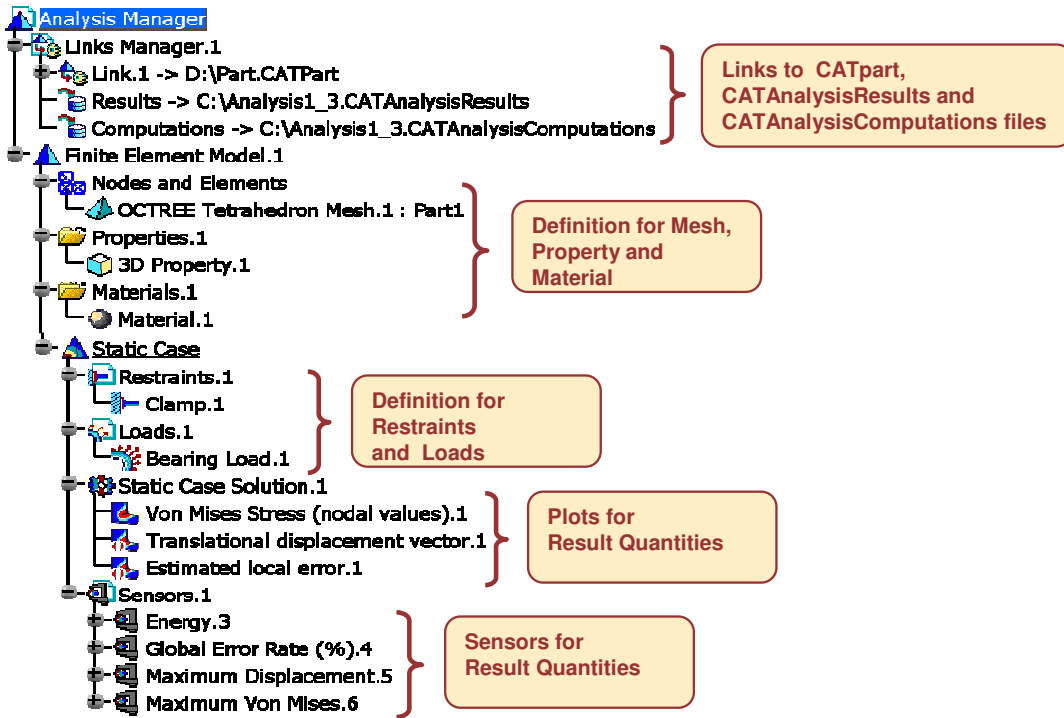 Analysis Manager
Links Manager.1
Link.1 -> D:\Part.CATPart
Results -> C:\Analysis1_3.CATAnalysisResults
Computations -> C:\Analysis1_3.CATAnalysisComputations
Links to CATpart,
CATAnalysisResults and
CATAnalysisComputations files
Finite Element Model.1
Nodes and Elements
OCTREE Tetrahedron Mesh.1 : Part1
Properties.1
3D Property.1
Materials.1
Material.1
Definition for Mesh,
Property and
Material
Static Case
Restraints.1
Clamp.1
Loads.1
Bearing Load.1
Definition for
Restraints
and Loads
Static Case Solution.1
Von Mises Stress (nodal values).1
Translational displacement vector.1
Estimated local error.1
Plots for
Result Quantities
Sensors.1
Energy.3
Global Error Rate (%).4
Maximum Displacement.5
Maximum Von Mises.6
Sensors for
Result Quantities